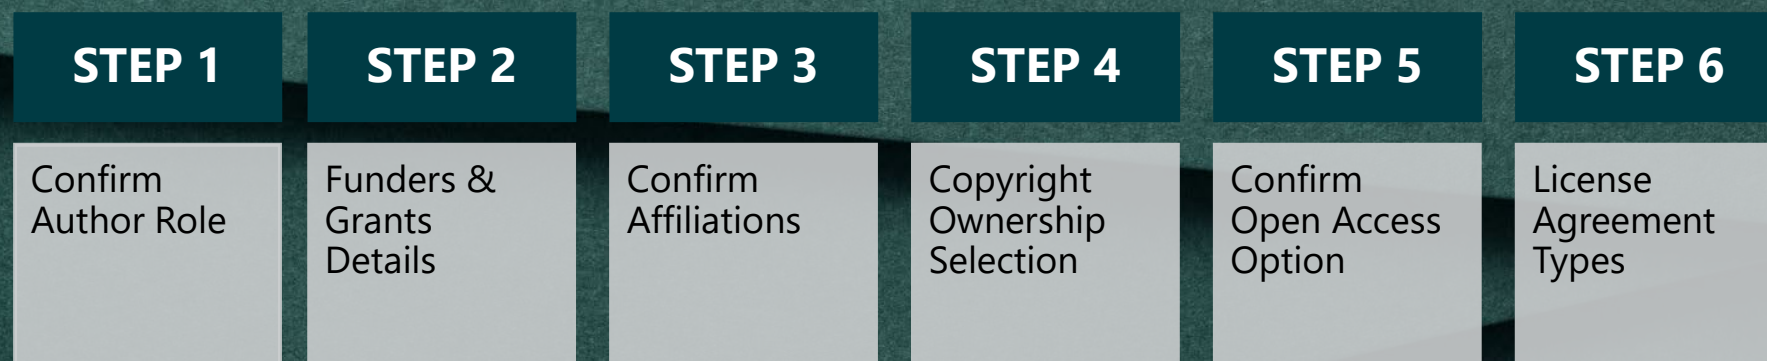 STEP 1
STEP 2
STEP 3
STEP 4
STEP 5
STEP 6
Confirm
Author Role
Funders &
Grants
Details
Confirm
Affiliations
Copyright
Ownership
Selection
Confirm
Open Access
Option
License
Agreement
Types